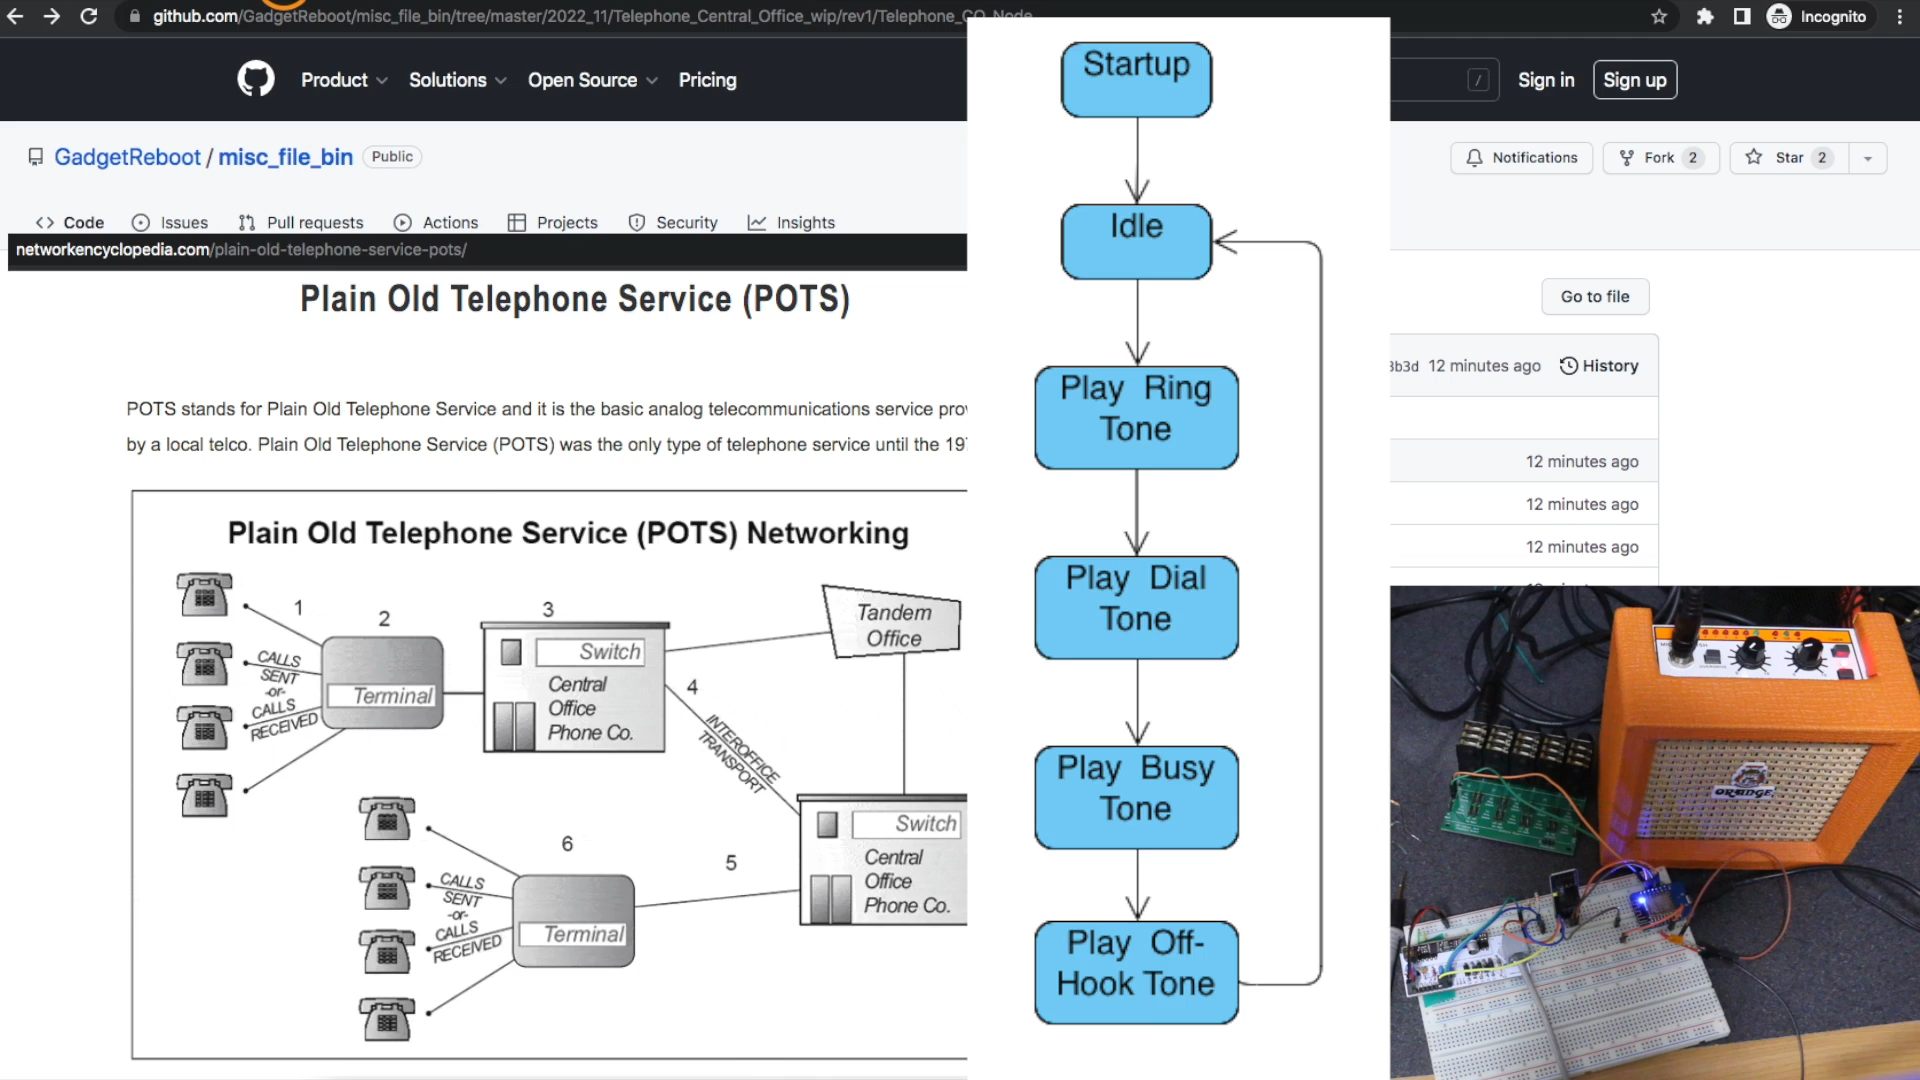 github.com/GadgetReboot/misc_file_bin/tree/master/2022_11/Telephone_Central_Office_wip/rev1/Telephone_CO_Node
Incognito
Product
Solutions
Open Source
Pricing
/
Sign in
Sign up
GadgetReboot / misc_file_bin
Public
Notifications
Fork 2
Star 2
Code
Issues
Pull requests
Actions
Projects
Security
Insights
networkencyclopedia.com/plain-old-telephone-service-pots/
Plain Old Telephone Service (POTS)
POTS stands for Plain Old Telephone Service and it is the basic analog telecommunications service prov
by a local telco. Plain Old Telephone Service (POTS) was the only type of telephone service until the 197
Plain Old Telephone Service (POTS) Networking
1
2
3
4
5
6
CALLS
SENT
-or-
CALLS
RECEIVED
Terminal
Switch
Central
Office
Phone Co.
Tandem
Office
INTEROFFICE
TRANSPORT
Switch
Central
Office
Phone Co.
CALLS
SENT
-or-
CALLS
RECEIVED
Terminal
Startup
Idle
Play Ring
Tone
Play Dial
Tone
Play Busy
Tone
Play Off-
Hook Tone
Go to file
3b3d 12 minutes ago
History
12 minutes ago
12 minutes ago
12 minutes ago
ORANGE